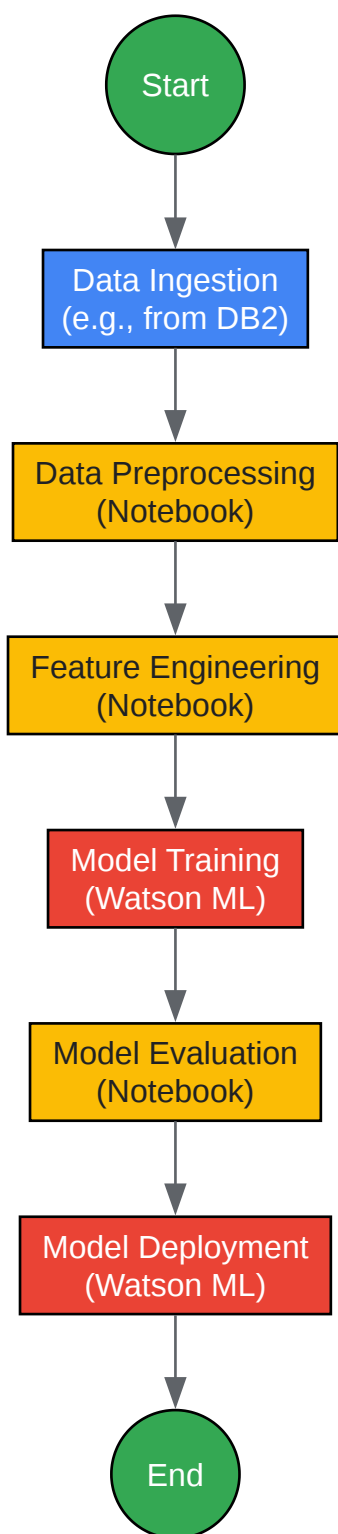 Start
Data Ingestion
(e.g., from DB2)
Data Preprocessing
(Notebook)
Feature Engineering
(Notebook)
Model Training
(Watson ML)
Model Evaluation
(Notebook)
Model Deployment
(Watson ML)
End